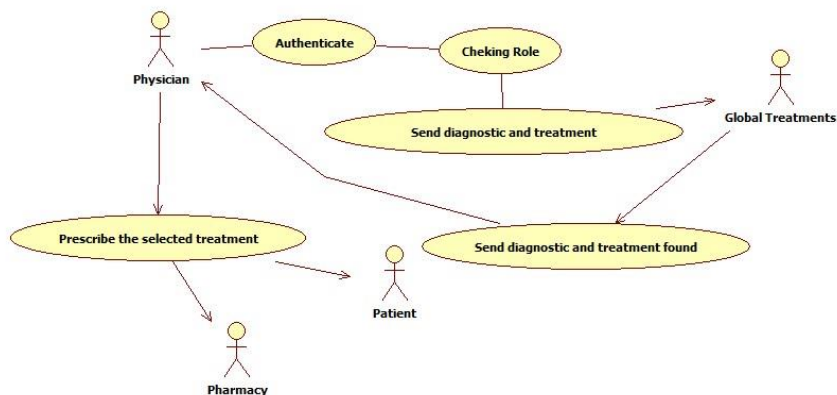 Authenticate
Cheking Role
Physician
Global Treatments
Send diagnostic and treatment
Prescribe the selected treatment
Send diagnostic and treatment found
Patient
Pharmacy